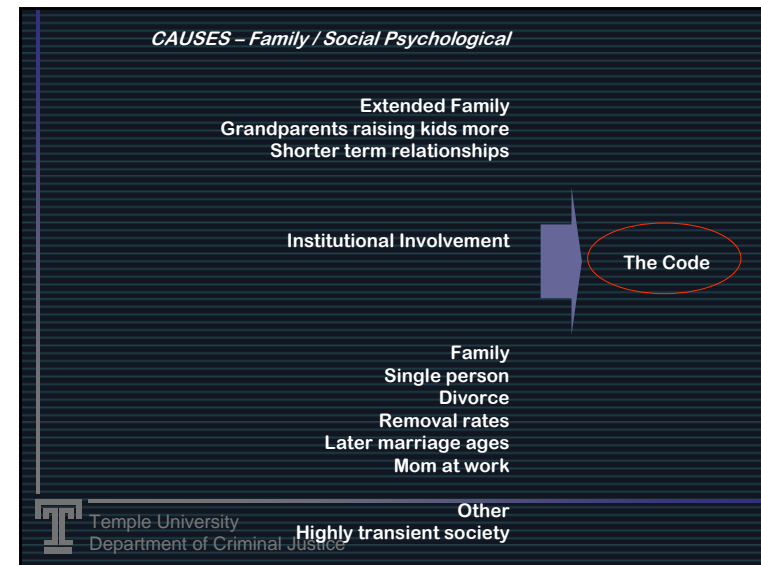 CAUSES – Family / Social Psychological
Extended Family
Grandparents raising kids more
Shorter term relationships
Institutional Involvement
The Code
Family
Single person
Divorce
Removal rates
Later marriage ages
Mom at work
Other
Highly transient society
Temple University
Department of Criminal Justice